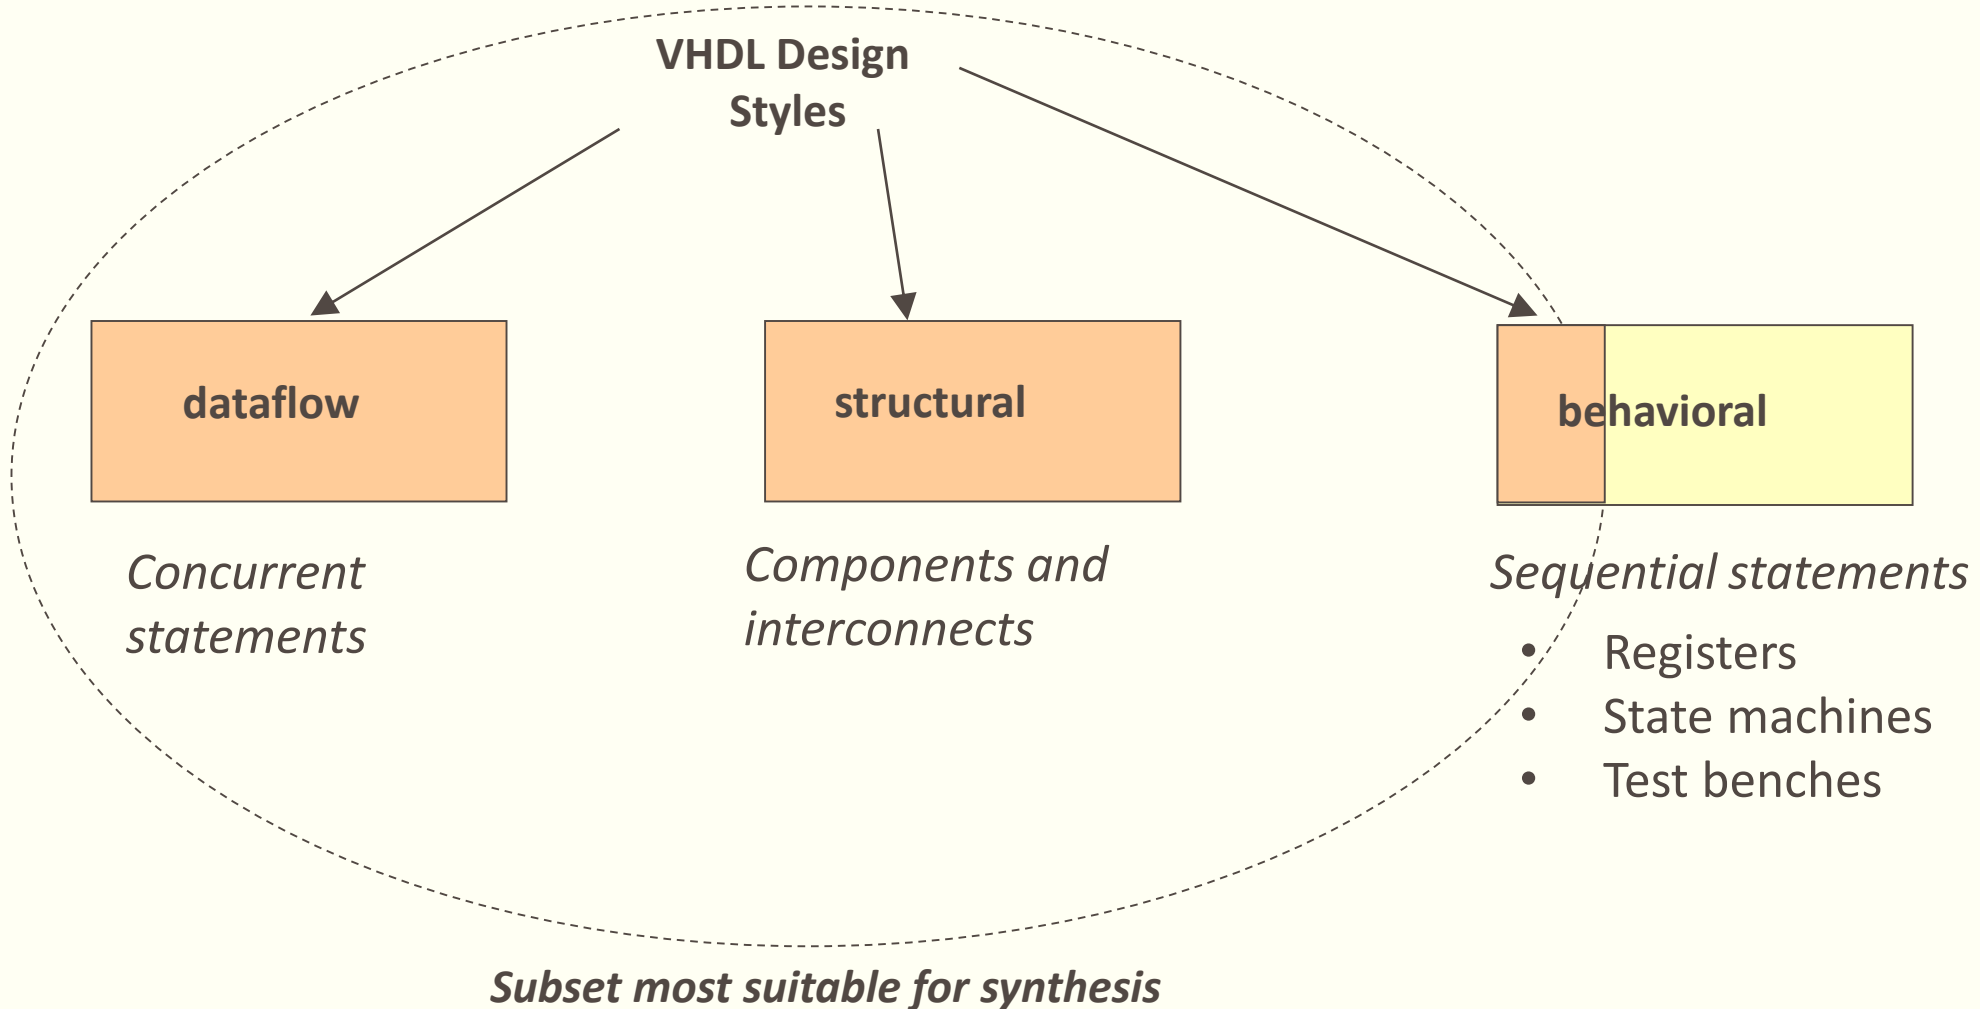 VHDL Design
Styles
dataflow
structural
behavioral
Concurrent
statements
Components and
interconnects
Sequential statements
• Registers
• State machines
• Test benches
Subset most suitable for synthesis